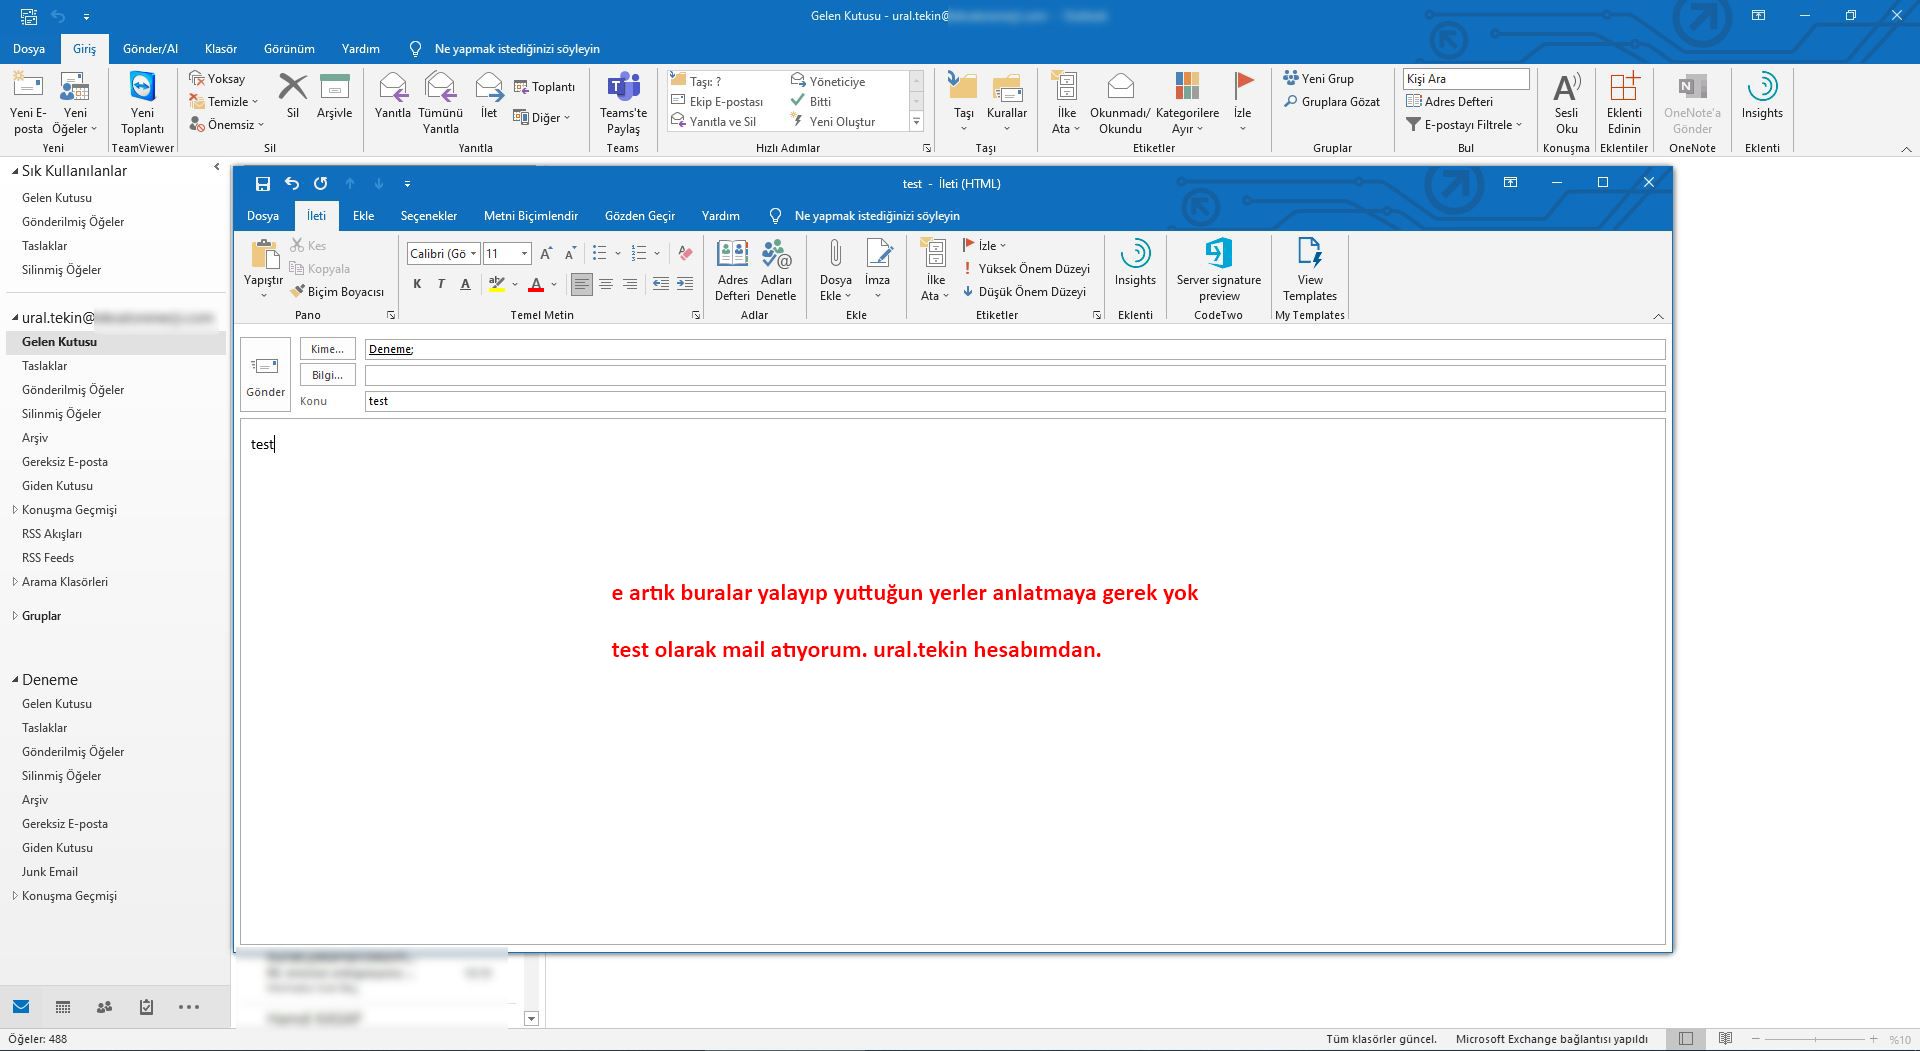 Gelen Kutusu - ural.tekin@
Dosya Giriş Gönder/Al Klasör Görünüm Yardım Ne yapmak istediğinizi söyleyin
Yeni E-posta
Yeni Öğeler
Yeni
Yeni Toplantı
TeamViewer
Yoksay
Temizle
Önemsiz
Sil
Arşivle
Sil
Yanıtla
Tümünü Yanıtla
İlet
Toplantı
Diğer
Yanıtla
Teams'te Paylaş
Teams
Taşı: ?
Ekip E-postası
Yanıtla ve Sil
Yöneticiye
Bitti
Yeni Oluştur
Hızlı Adımlar
Taşı
Kurallar
Taşı
İlke Ata
Okunmadı/ Okundu
Kategorilere Ayır
İzle
Etiketler
Yeni Grup
Gruplara Gözat
Gruplar
Kişi Ara
Adres Defteri
E-postayı Filtrele
Bul
Sesli Oku
Konuşma
Eklenti Edinin
Eklentiler
OneNote'a Gönder
OneNote
Insights
Eklenti
Sık Kullanılanlar
Gelen Kutusu
Gönderilmiş Öğeler
Taslaklar
Silinmiş Öğeler
ural.tekin@
Gelen Kutusu
Taslaklar
Gönderilmiş Öğeler
Silinmiş Öğeler
Arşiv
Gereksiz E-posta
Giden Kutusu
Konuşma Geçmişi
RSS Akışları
RSS Feeds
Arama Klasörleri
Gruplar
Deneme
Gelen Kutusu
Taslaklar
Gönderilmiş Öğeler
Silinmiş Öğeler
Arşiv
Gereksiz E-posta
Giden Kutusu
Junk Email
Konuşma Geçmişi
test - İleti (HTML)
Dosya İleti Ekle Seçenekler Metni Biçimlendir Gözden Geçir Yardım Ne yapmak istediğinizi söyleyin
Yapıştır
Kes
Kopyala
Biçim Boyacısı
Pano
Calibri (Gö 11
K T A
Temel Metin
Adres Defteri
Adları Denetle
Adlar
Dosya Ekle
İmza
Ekle
İlke Ata
İzle
Yüksek Önem Düzeyi
Düşük Önem Düzeyi
Etiketler
Insights
Eklenti
Server signature preview
CodeTwo
View Templates
My Templates
Gönder
Kime... Deneme;
Bilgi...
Konu test
test
e artık buralar yalayıp yuttuğun yerler anlatmaya gerek yok
test olarak mail atıyorum. ural.tekin hesabımdan.
Öğeler: 488
Tüm klasörler güncel. Microsoft Exchange bağlantısı yapıldı
%10